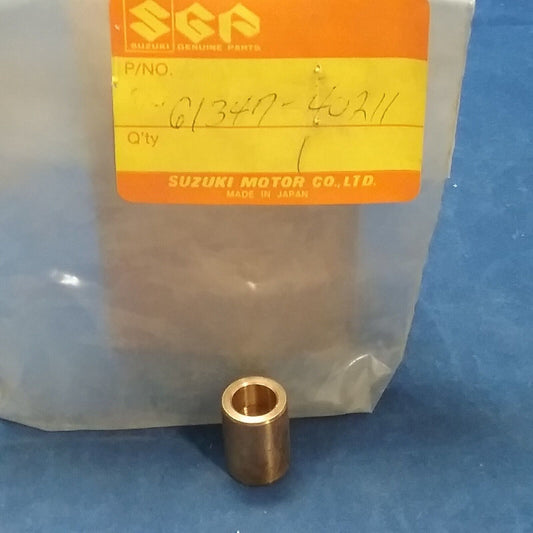 SGP
SUZUKI GENUINE PARTS
P/NO.
61347-40211
Q'ty
1
SUZUKI MOTOR CO., LTD.
MADE IN JAPAN